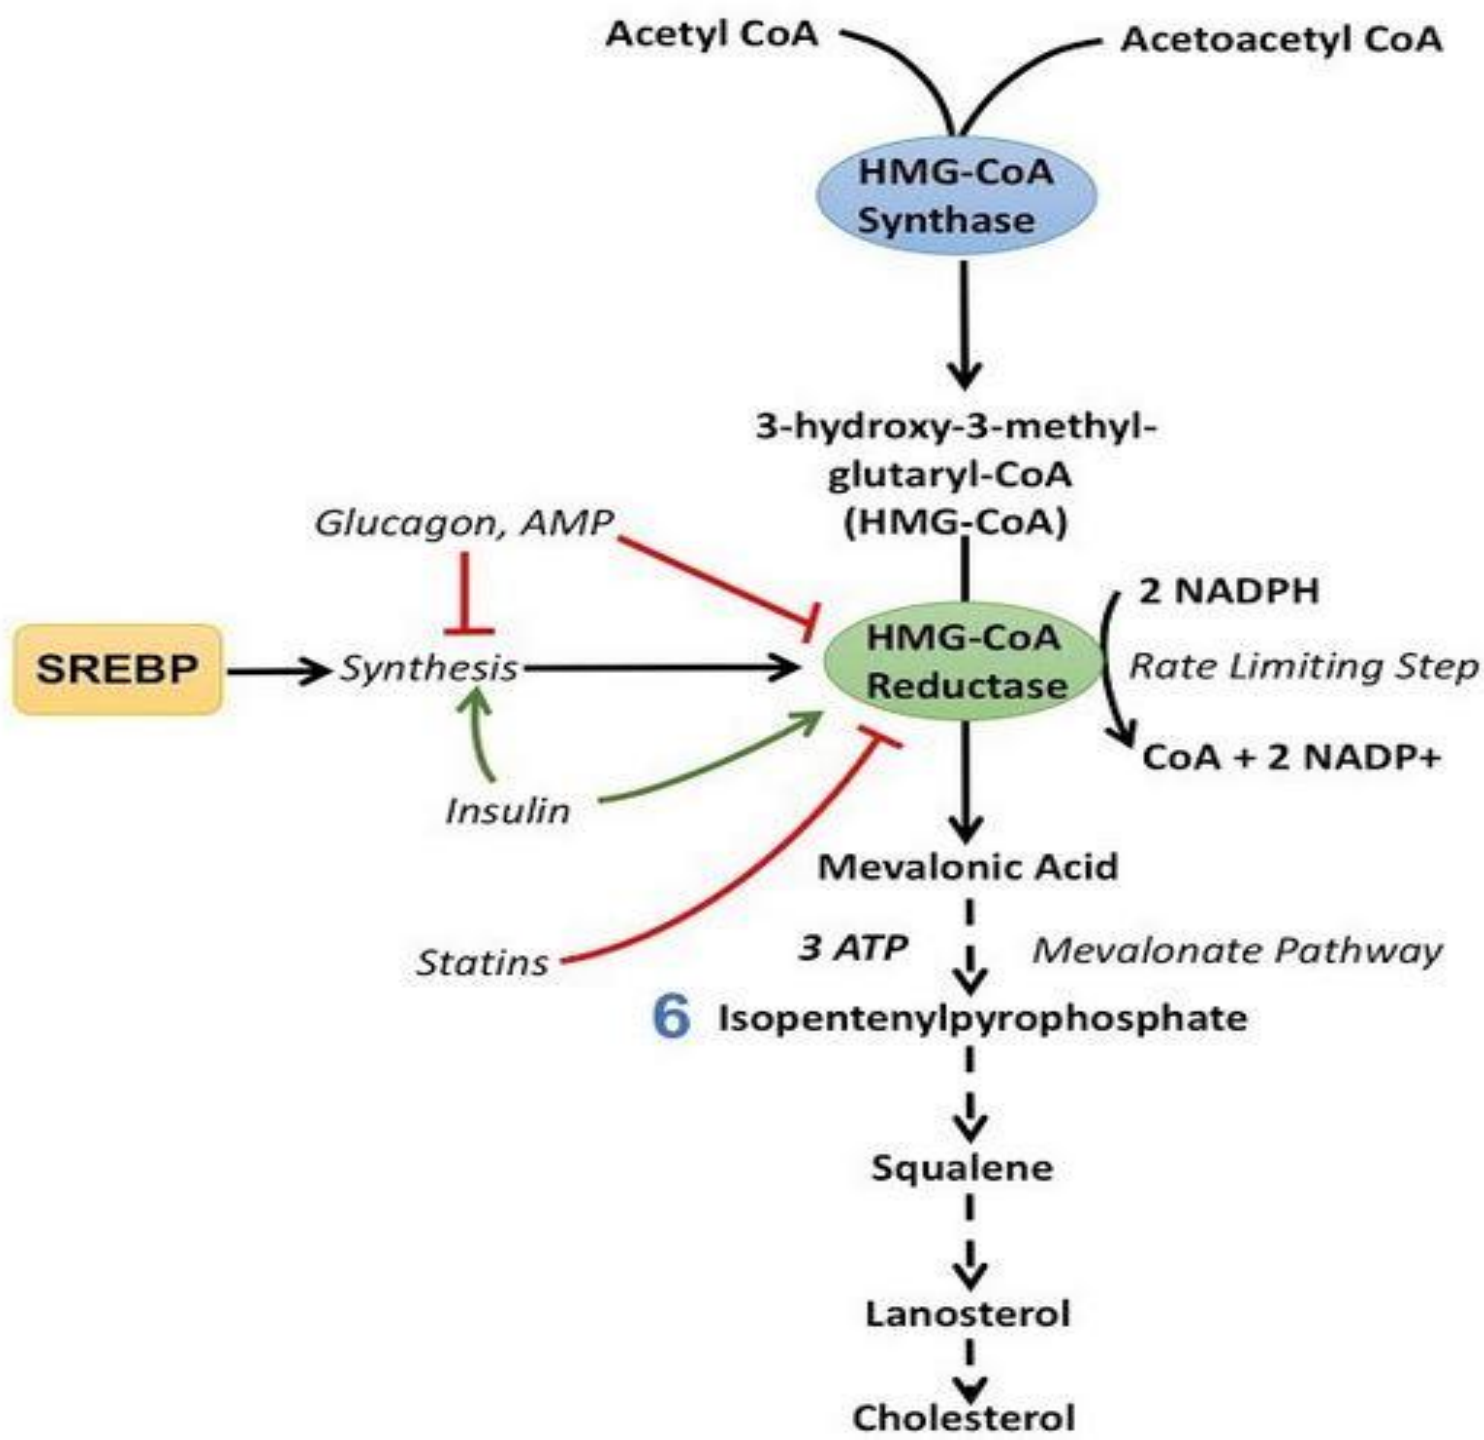 Acetyl CoA
Acetoacetyl CoA
HMG-CoA
Synthase
3-hydroxy-3-methyl-
glutaryl-CoA
(HMG-CoA)
Glucagon, AMP
2 NADPH
SREBP
Synthesis
HMG-CoA
Reductase
Rate Limiting Step
CoA + 2 NADP+
Insulin
Mevalonic Acid
Statins
3 ATP
Mevalonate Pathway
6 Isopentenylpyrophosphate
Squalene
Lanosterol
Cholesterol